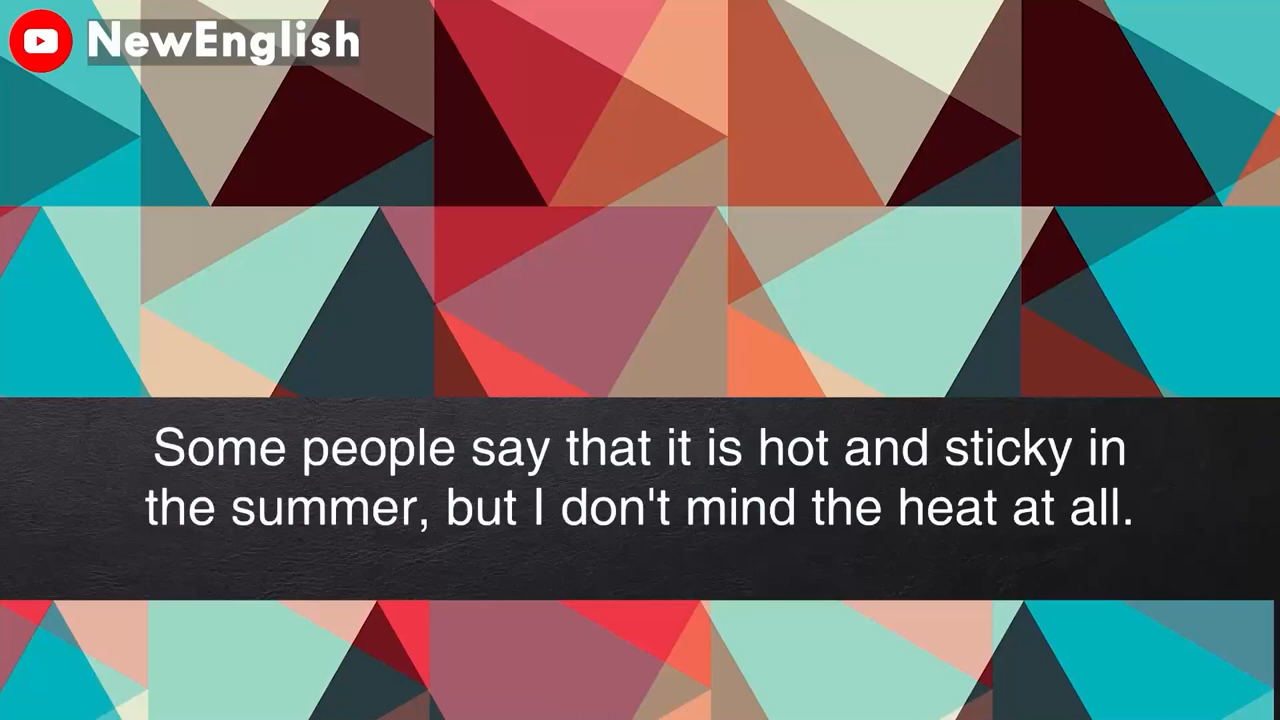 NewEnglish
Some people say that it is hot and sticky in
the summer, but I don't mind the heat at all.